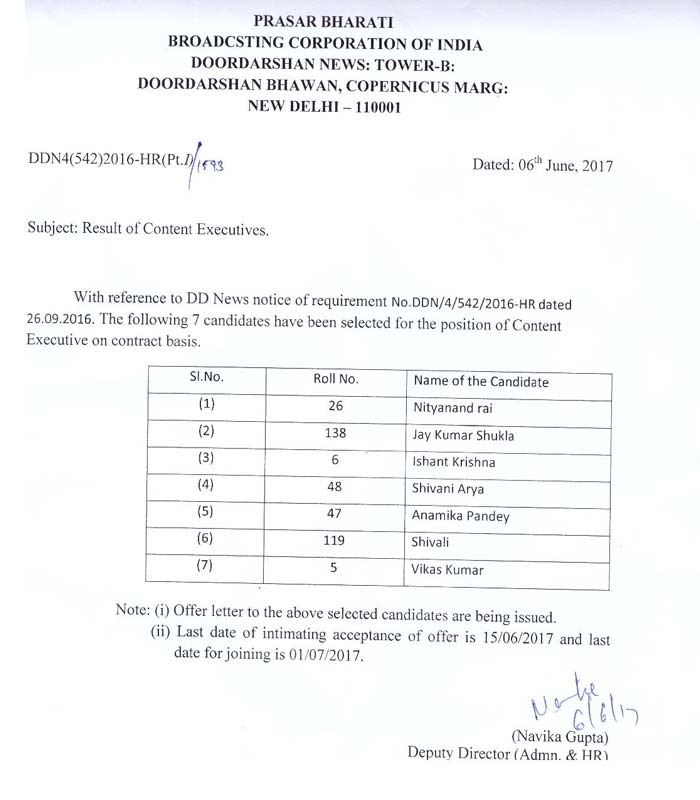 PRASAR BHARATI
BROADCSTING CORPORATION OF INDIA
DOORDARSHAN NEWS: TOWER-B:
DOORDARSHAN BHAWAN, COPERNICUS MARG:
NEW DELHI – 110001
DDN4(542)2016-HR(Pt.I)/1593 Dated: 06th June, 2017
Subject: Result of Content Executives.
With reference to DD News notice of requirement No.DDN/4/542/2016-HR dated
26.09.2016. The following 7 candidates have been selected for the position of Content
Executive on contract basis.
Sl.No. Roll No. Name of the Candidate
(1) 26 Nityanand rai
(2) 138 Jay Kumar Shukla
(3) 6 Ishant Krishna
(4) 48 Shivani Arya
(5) 47 Anamika Pandey
(6) 119 Shivali
(7) 5 Vikas Kumar
Note: (i) Offer letter to the above selected candidates are being issued.
(ii) Last date of intimating acceptance of offer is 15/06/2017 and last
date for joining is 01/07/2017.
6/6/17
(Navika Gupta)
Deputy Director (Admn. & HR)